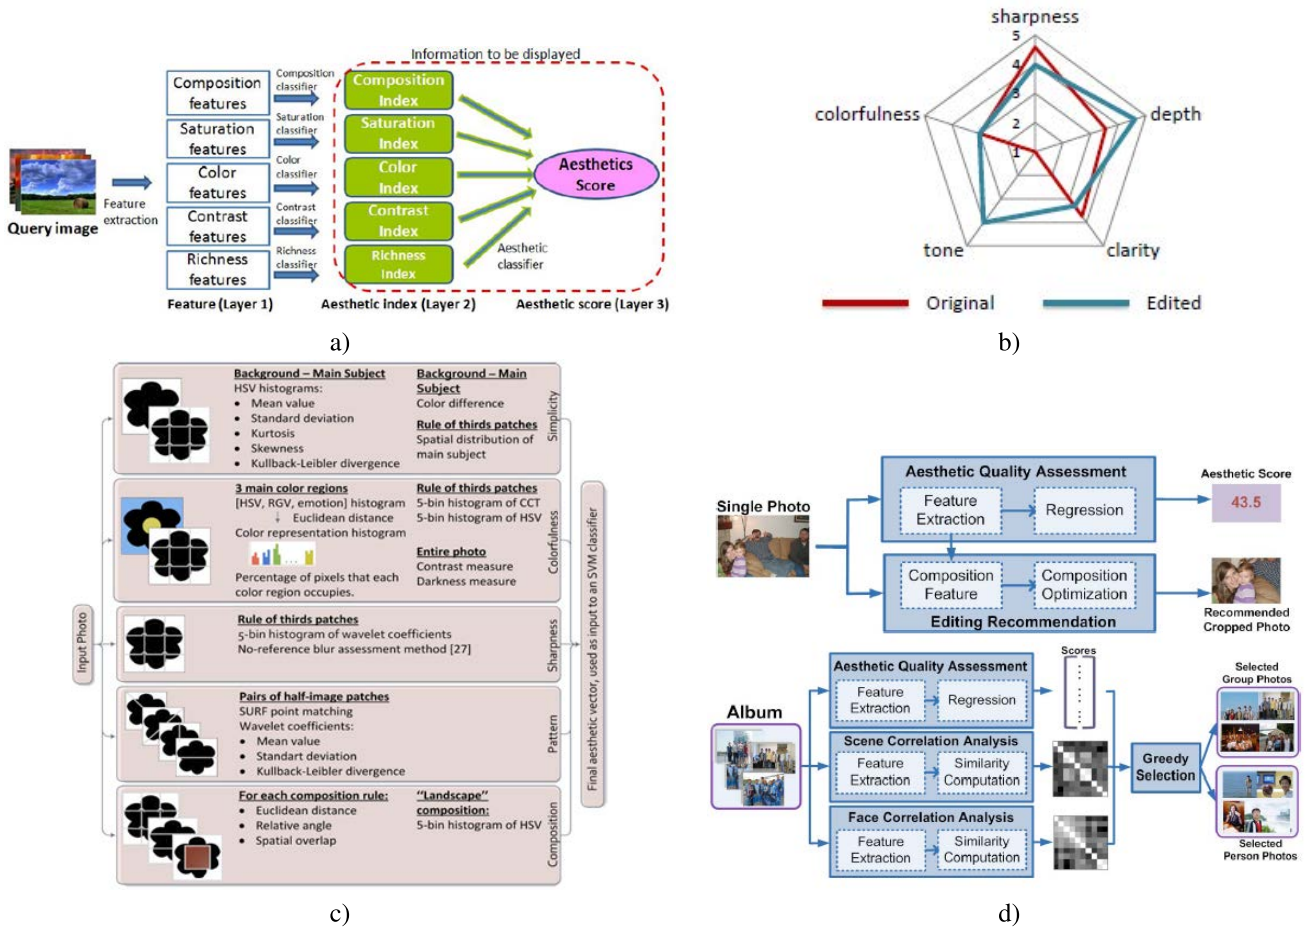 Information to be displayed
Query image
Feature extraction
Composition features
Saturation features
Color features
Contrast features
Richness features
Composition classifier
Saturation classifier
Color classifier
Contrast classifier
Richness classifier
Composition Index
Saturation Index
Color Index
Contrast Index
Richness Index
Aesthetics Score
Aesthetic classifier
Feature (Layer 1)
Aesthetic index (Layer 2)
Aesthetic score (Layer 3)
a)
sharpness
5
4
3
2
1
colorfulness
depth
tone
clarity
Original
Edited
b)
Input Photo
Background – Main Subject
HSV histograms:
• Mean value
• Standard deviation
• Kurtosis
• Skewness
• Kullback-Leibler divergence
Background – Main
Subject
Color difference
Rule of thirds patches
Spatial distribution of
main subject
Simplicity
3 main color regions
[HSV, RGV, emotion] histogram
↓ Euclidean distance
Color representation histogram
....
Percentage of pixels that each
color region occupies.
Rule of thirds patches
5-bin histogram of CCT
5-bin histogram of HSV
Entire photo
Contrast measure
Darkness measure
Colorfulness
Rule of thirds patches
5-bin histogram of wavelet coefficients
No-reference blur assessment method [27]
Sharpness
Pairs of half-image patches
SURF point matching
Wavelet coefficients:
• Mean value
• Standart deviation
• Kullback-Leibler divergence
Pattern
For each composition rule:
• Euclidean distance
• Relative angle
• Spatial overlap
"Landscape"
composition:
5-bin histogram of HSV
Composition
Final aesthetic vector, used as input to an SVM classifier
c)
Single Photo
Aesthetic Quality Assessment
Feature Extraction
Regression
Composition Feature
Composition Optimization
Editing Recommendation
Aesthetic Score
43.5
Recommended
Cropped Photo
Album
Aesthetic Quality Assessment
Feature Extraction
Regression
Scene Correlation Analysis
Feature Extraction
Similarity Computation
Face Correlation Analysis
Feature Extraction
Similarity Computation
Scores
Greedy
Selection
Selected
Group Photos
Selected
Person Photos
d)